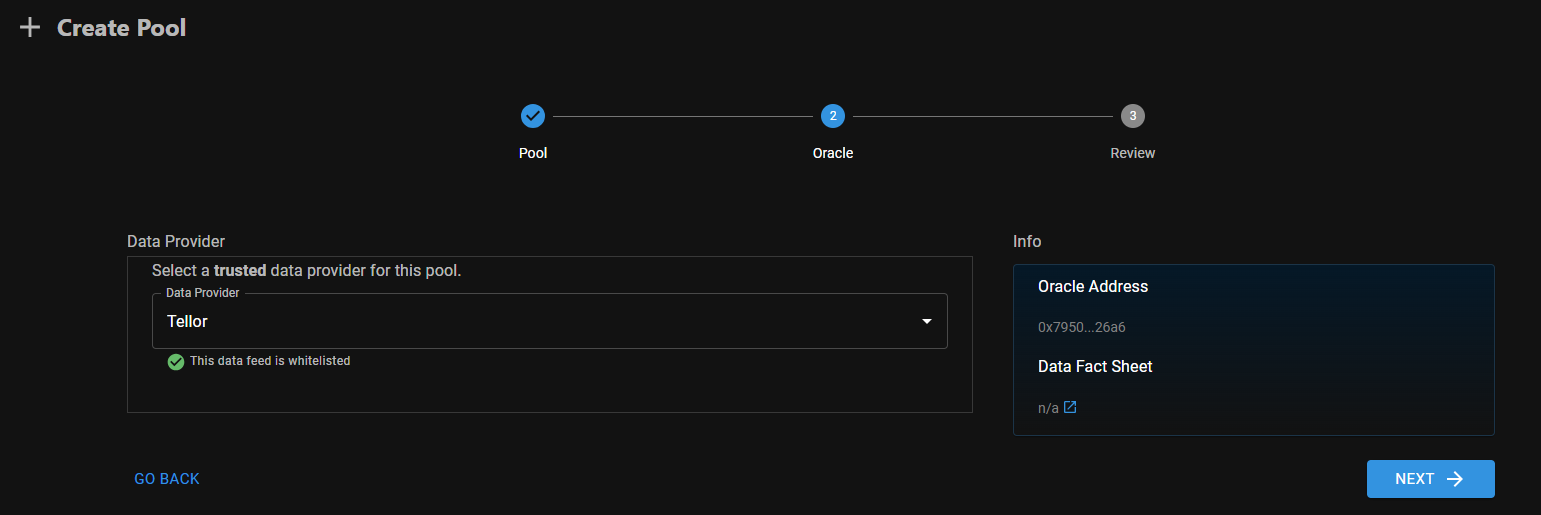 Create Pool
2
3
Pool
Oracle
Review
Data Provider
Select a trusted data provider for this pool.
Data Provider
Tellor
This data feed is whitelisted
Info
Oracle Address
0x7950...26a6
Data Fact Sheet
n/a
GO BACK
NEXT